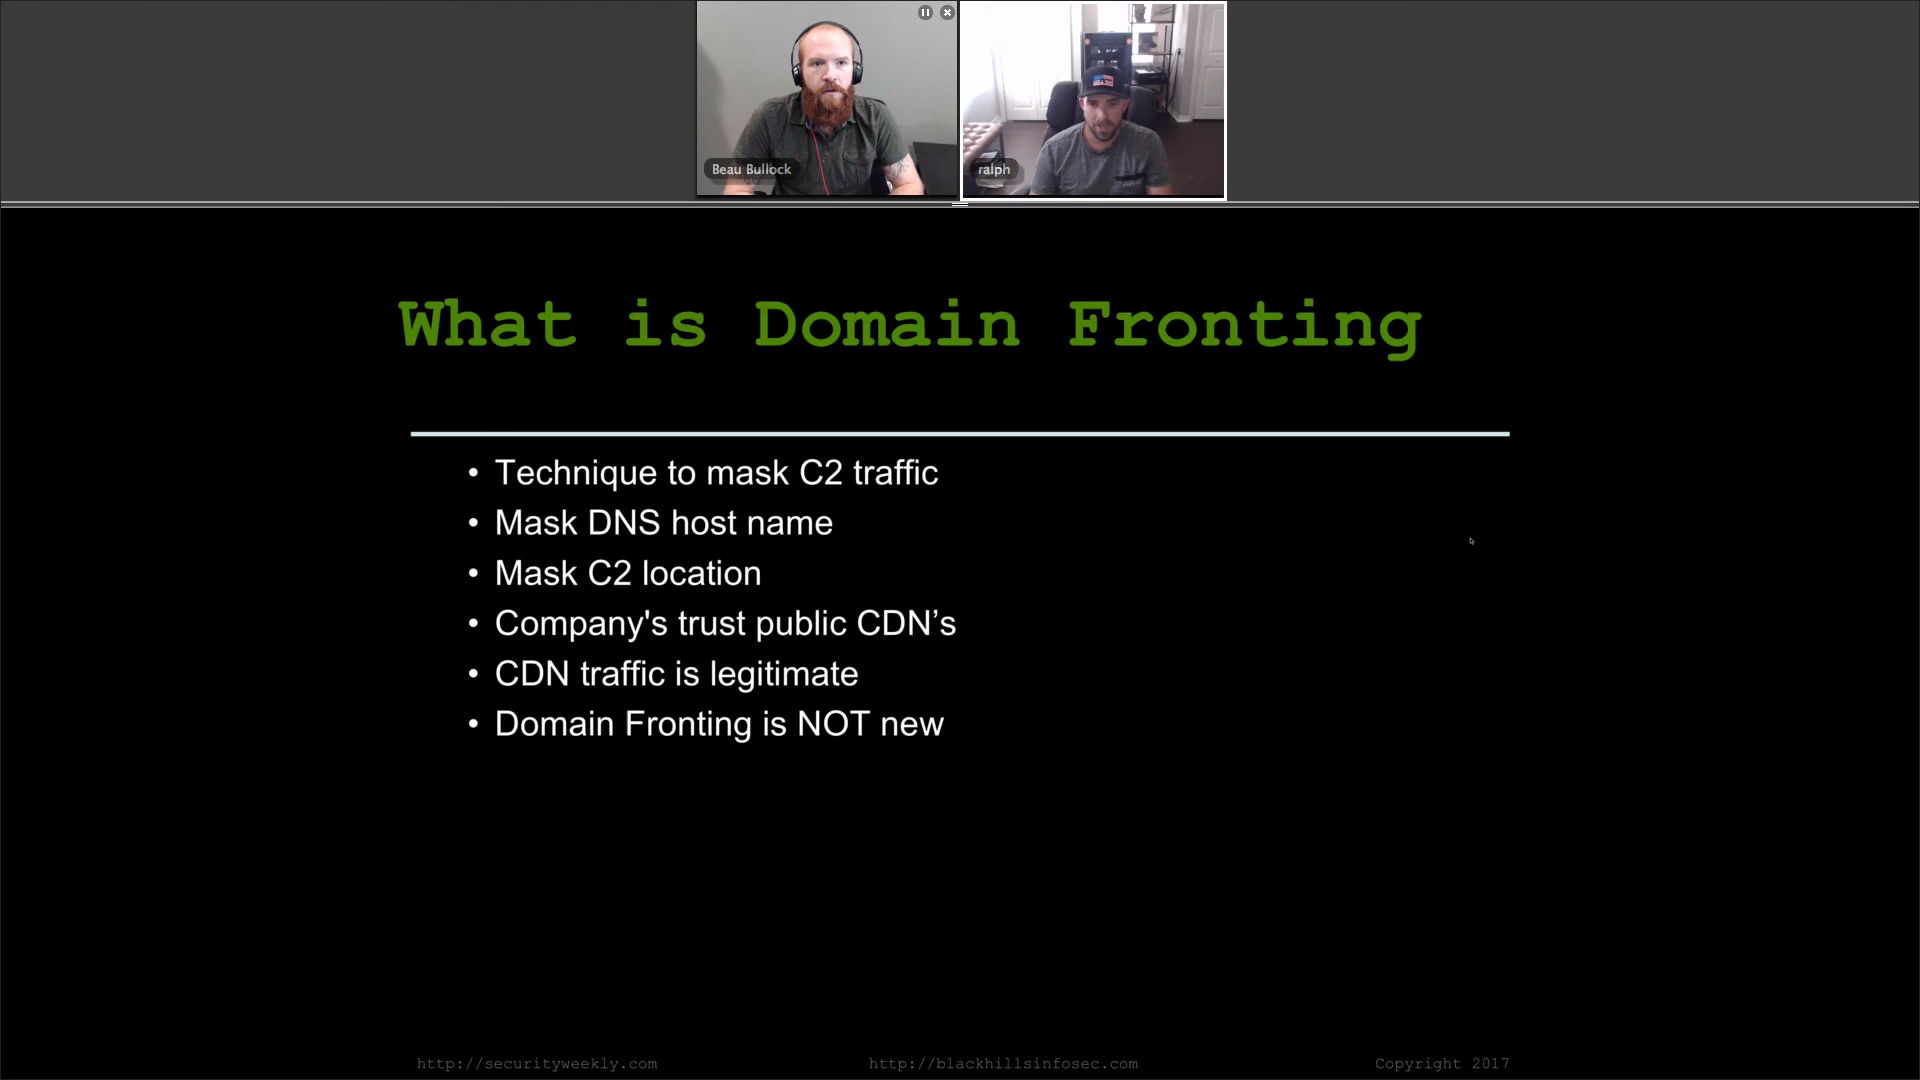 Beau Bullock
ralph
What is Domain Fronting
• Technique to mask C2 traffic
• Mask DNS host name
• Mask C2 location
• Company's trust public CDN’s
• CDN traffic is legitimate
• Domain Fronting is NOT new
http://securityweekly.com http://blackhillsinfosec.com Copyright 2017